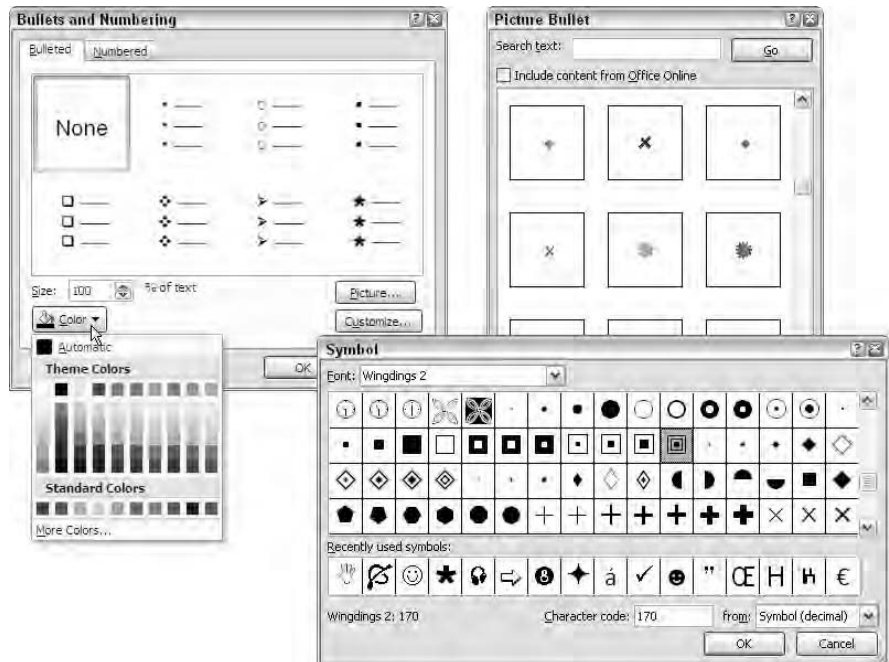 Bullets and Numbering
Bulleted
Numbered
None
Size: 100 % of text
Picture...
Customize...
Color
Automatic
Theme Colors
Standard Colors
More Colors...
OK
Picture Bullet
Search text:
Go
Include content from Office Online
Symbol
Font: Wingdings 2
Recently used symbols:
á ✓ ☻ " Œ H € 
Wingdings 2: 170
Character code: 170
from: Symbol (decimal)
OK
Cancel